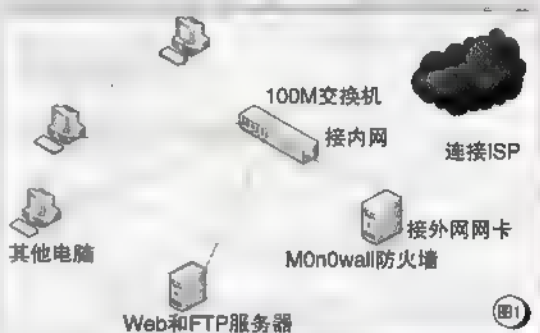 100M交换机
接内网
连接ISP
接外网网卡
M0n0wall防火墙
其他电脑
Web和FTP服务器
图1